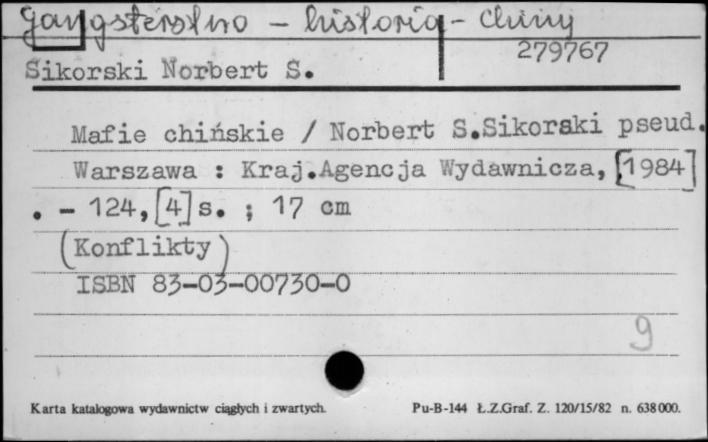 Gangsterstwo - historia - Chiny
279767
Sikorski Norbert S.
Mafie chińskie / Norbert S.Sikorski pseud.
Warszawa : Kraj.Agencja Wydawnicza, [1984]
. - 124,[4]s. ; 17 cm
(Konflikty)
ISBN 83-03-00730-0
9
Karta katalogowa wydawnictw ciągłych i zwartych. Pu-B-144 Ł.Z.Graf. Z. 120/15/82 n. 638000.